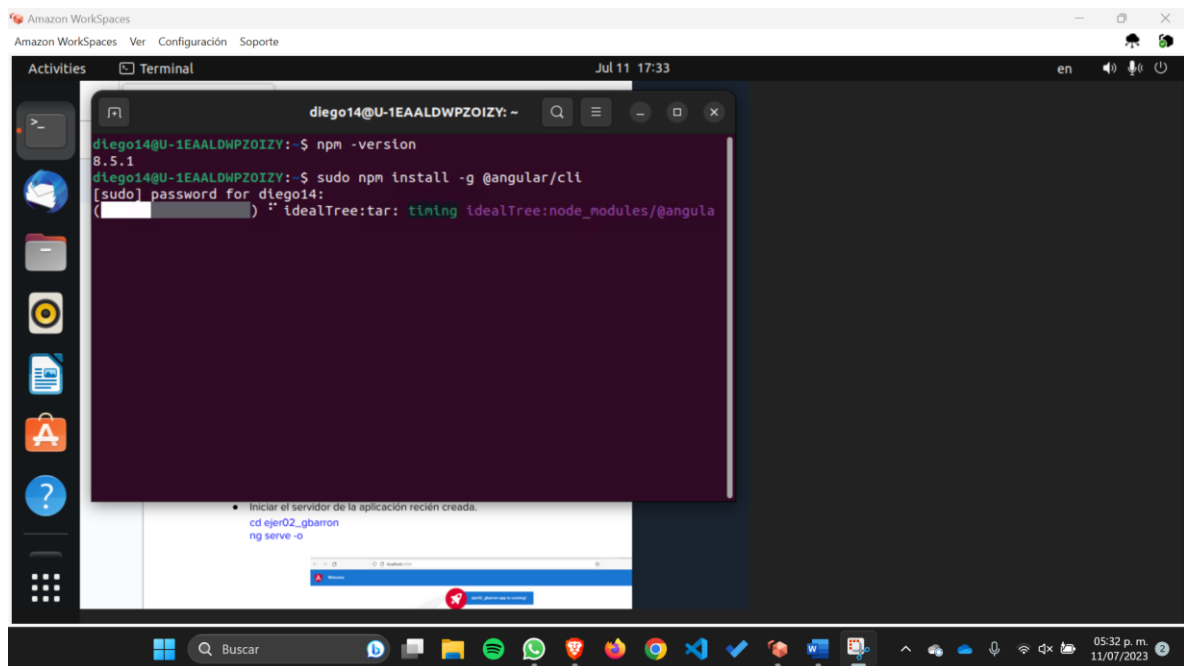 Amazon WorkSpaces
Amazon WorkSpaces Ver Configuración Soporte
Activities Terminal Jul 11 17:33 en
diego14@U-1EAALDWPZOIZY: ~
diego14@U-1EAALDWPZOIZY:~$ npm -version
8.5.1
diego14@U-1EAALDWPZOIZY:~$ sudo npm install -g @angular/cli
[sudo] password for diego14:
( ) ⠋ idealTree:tar: timing idealTree:node_modules/@angula
• Iniciar el servidor de la aplicación recién creada.
cd ejer02_gbarron
ng serve -o
Welcome
Buscar
05:32 p. m.
11/07/2023
2